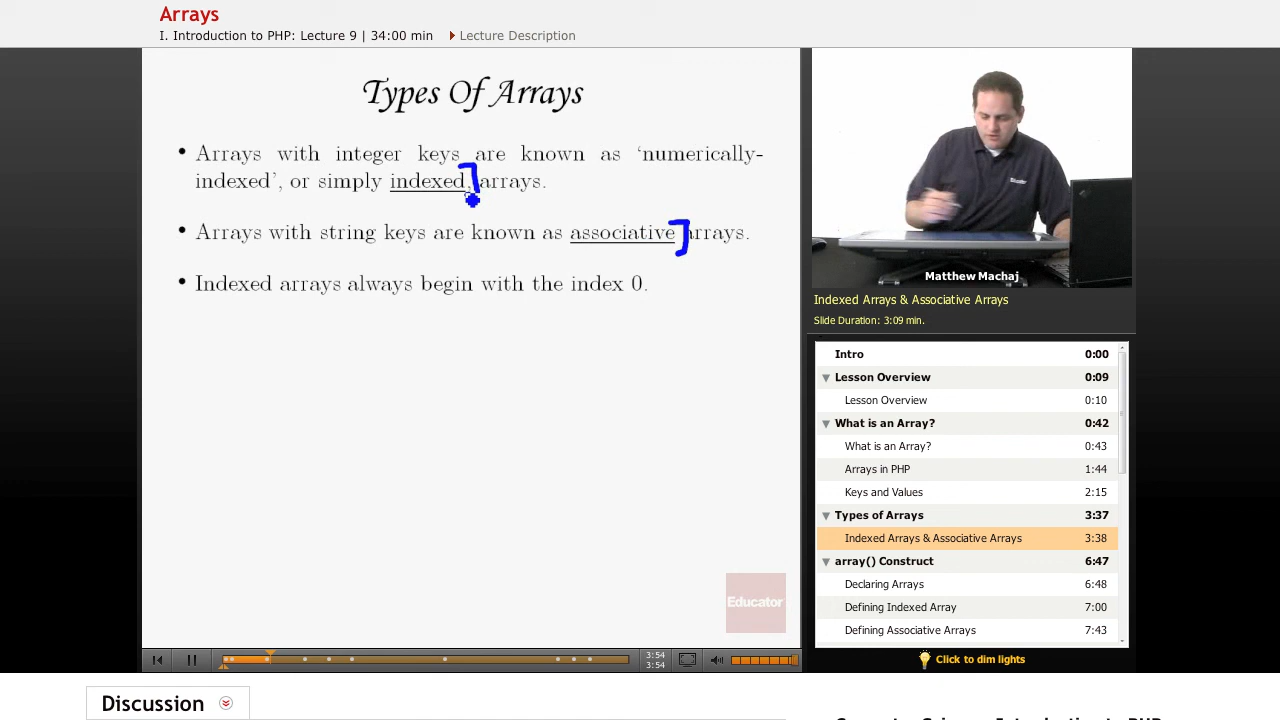 Arrays
I. Introduction to PHP: Lecture 9 | 34:00 min
Lecture Description
Types Of Arrays
• Arrays with integer keys are known as ‘numerically-
indexed’, or simply indexed arrays.
• Arrays with string keys are known as associative arrays.
• Indexed arrays always begin with the index 0.
Educator
Matthew Machaj
Indexed Arrays & Associative Arrays
Slide Duration: 3:09 min.
Intro 0:00
Lesson Overview 0:09
Lesson Overview 0:10
What is an Array? 0:42
What is an Array? 0:43
Arrays in PHP 1:44
Keys and Values 2:15
Types of Arrays 3:37
Indexed Arrays & Associative Arrays 3:38
array() Construct 6:47
Declaring Arrays 6:48
Defining Indexed Array 7:00
Defining Associative Arrays 7:43
3:54
3:54
Click to dim lights
Discussion